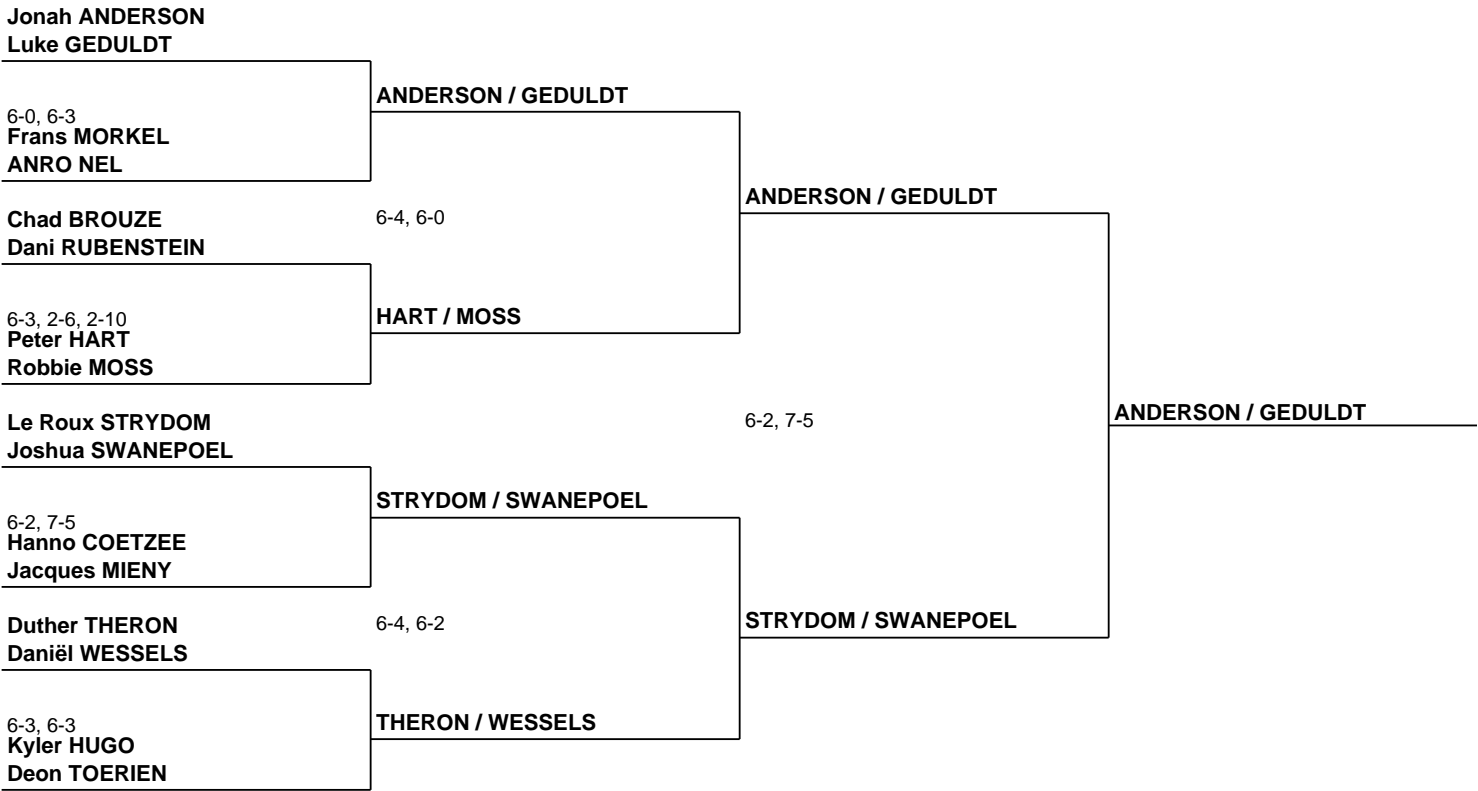 Jonah ANDERSON
Luke GEDULDT
ANDERSON / GEDULDT
6-0, 6-3
Frans MORKEL
ANRO NEL
ANDERSON / GEDULDT
Chad BROUZE
6-4, 6-0
Dani RUBENSTEIN
HART / MOSS
6-3, 2-6, 2-10
Peter HART
Robbie MOSS
ANDERSON / GEDULDT
Le Roux STRYDOM
6-2, 7-5
Joshua SWANEPOEL
STRYDOM / SWANEPOEL
6-2, 7-5
Hanno COETZEE
Jacques MIENY
STRYDOM / SWANEPOEL
Duther THERON
6-4, 6-2
Daniël WESSELS
THERON / WESSELS
6-3, 6-3
Kyler HUGO
Deon TOERIEN